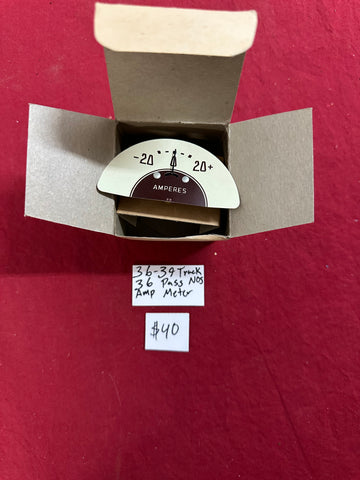 -20 20+
AMPERES
36-39 Truck
36 Pass NOS
Amp Meter
$40